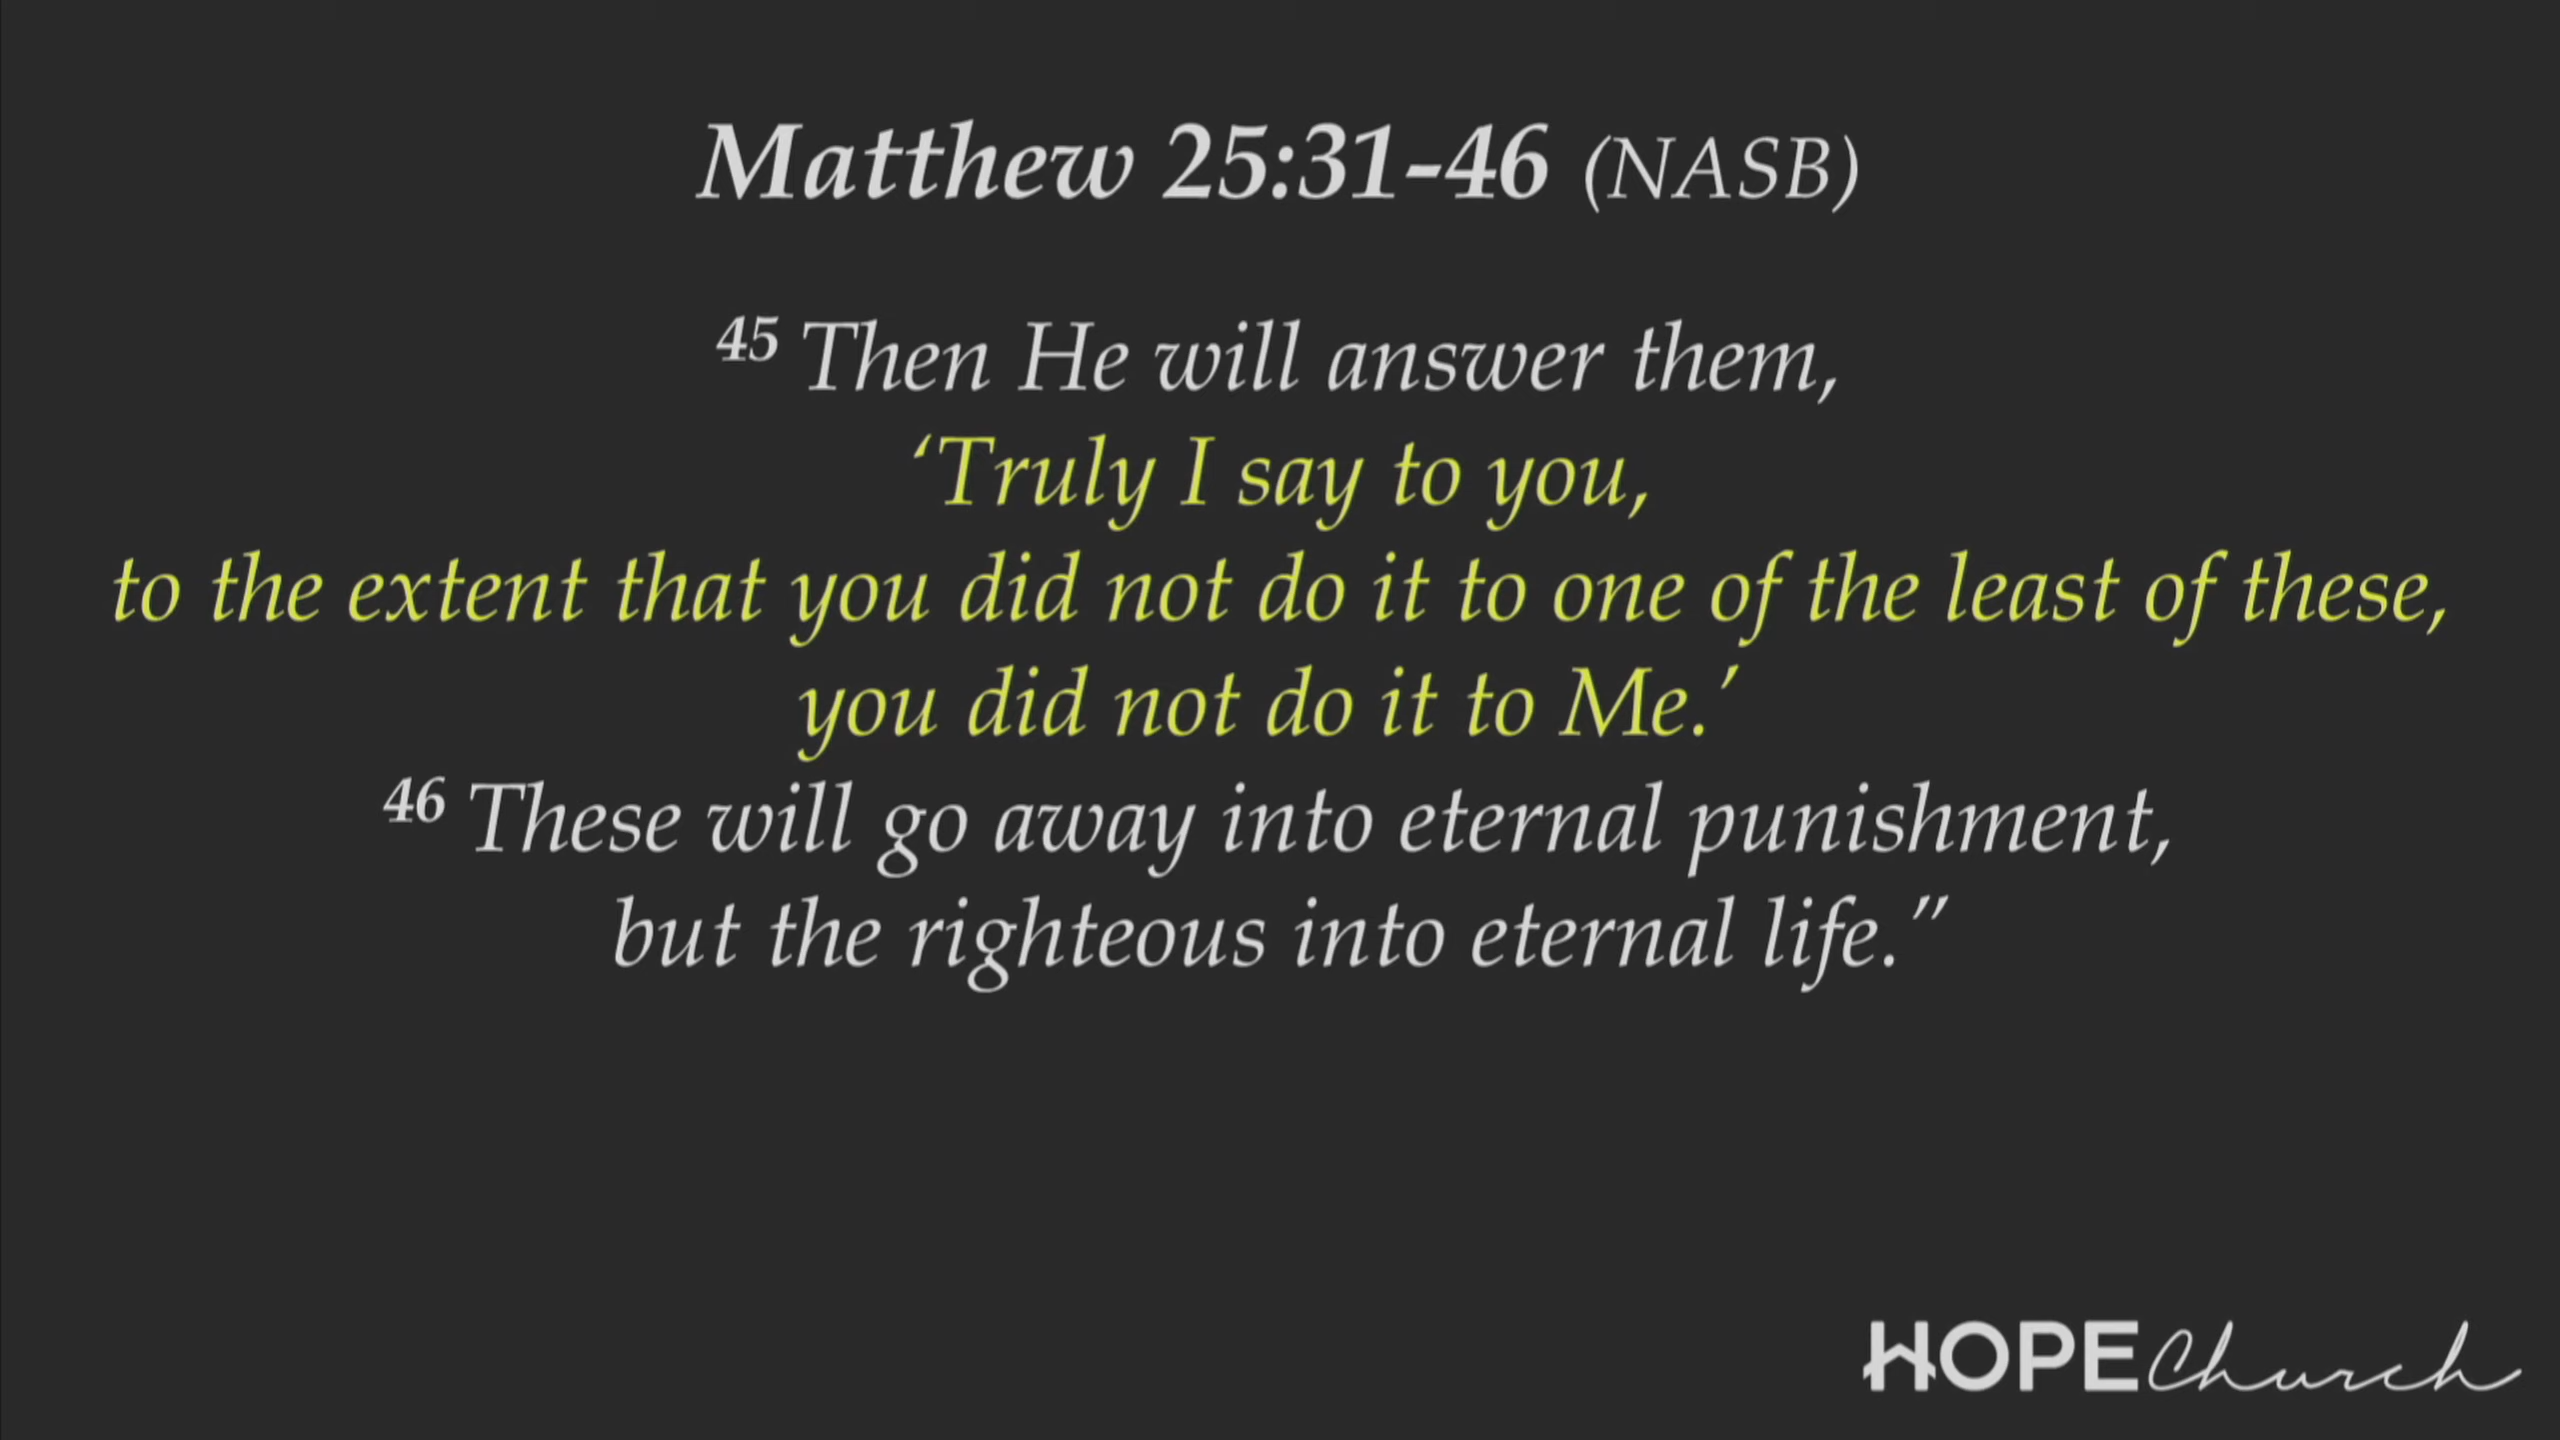 Matthew 25:31-46 (NASB)
45 Then He will answer them,
‘Truly I say to you,
to the extent that you did not do it to one of the least of these,
you did not do it to Me.’
46 These will go away into eternal punishment,
but the righteous into eternal life.”
HOPE Church